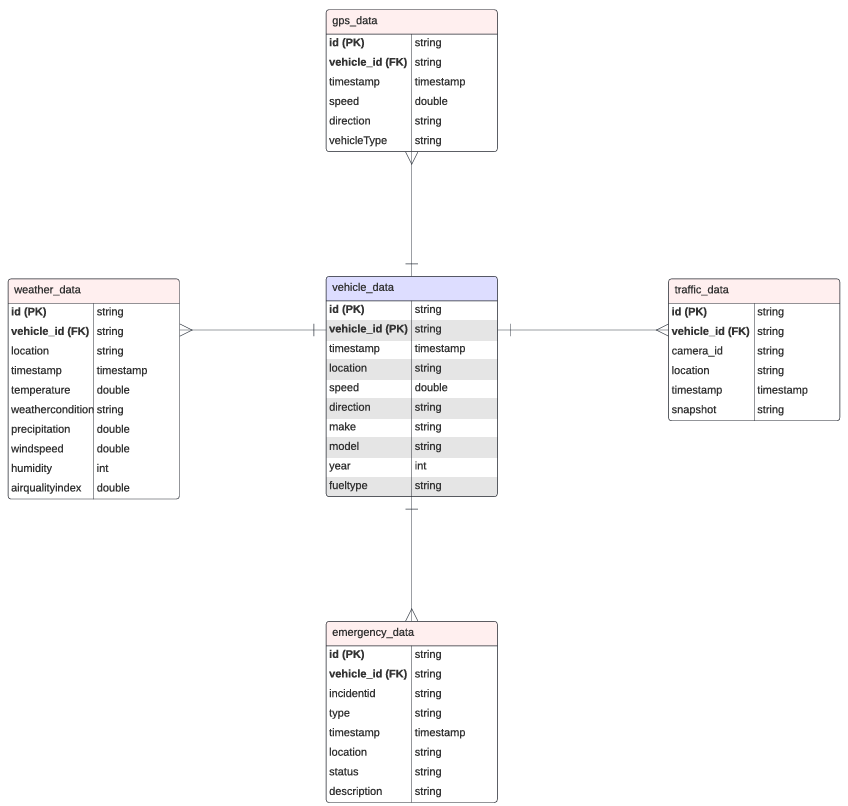 gps_data
id (PK) string
vehicle_id (FK) string
timestamp timestamp
speed double
direction string
vehicleType string
weather_data
id (PK) string
vehicle_id (FK) string
location string
timestamp timestamp
temperature double
weathercondition string
precipitation double
windspeed double
humidity int
airqualityindex double
vehicle_data
id (PK) string
vehicle_id (PK) string
timestamp timestamp
location string
speed double
direction string
make string
model string
year int
fueltype string
traffic_data
id (PK) string
vehicle_id (FK) string
camera_id string
location string
timestamp timestamp
snapshot string
emergency_data
id (PK) string
vehicle_id (FK) string
incidentid string
type string
timestamp timestamp
location string
status string
description string